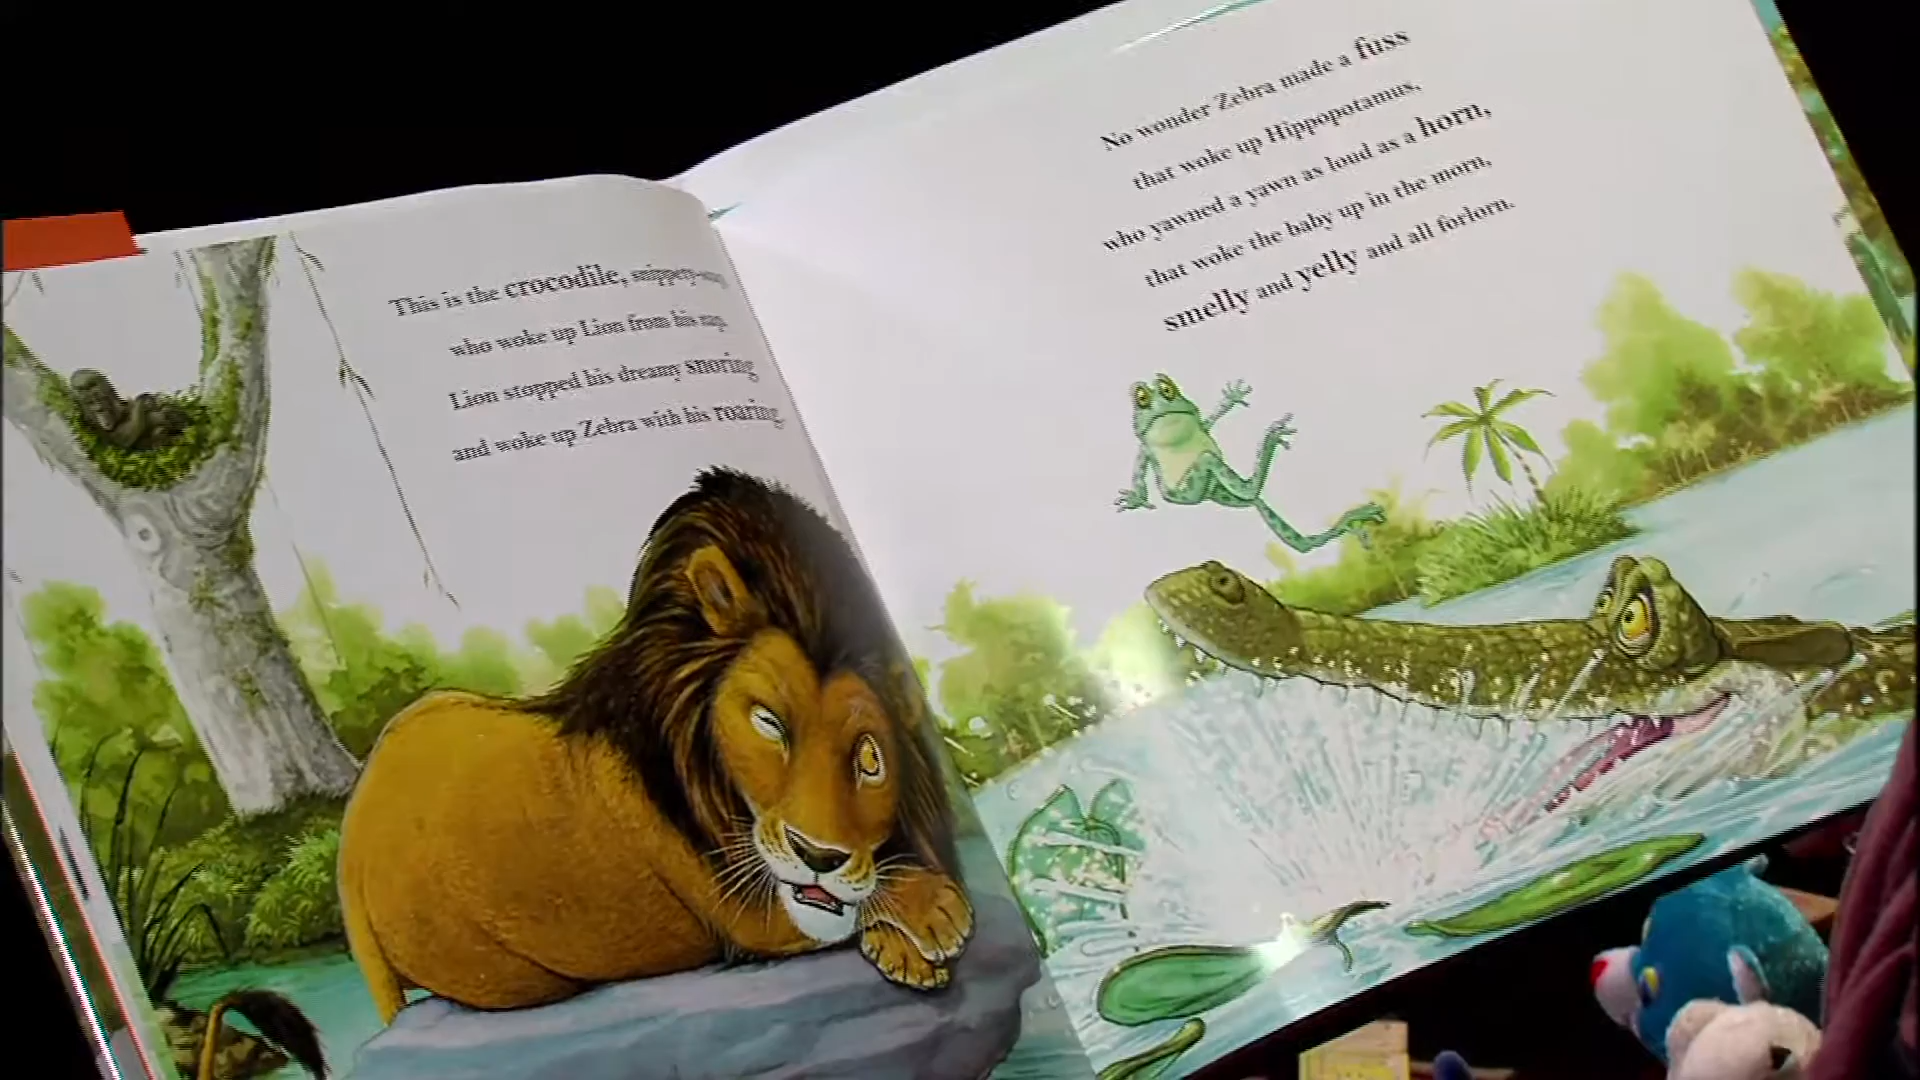 This is the crocodile, snippety-snap,
who woke up Lion from his nap.
Lion stopped his dreamy snoring
and woke up Zebra with his roaring.
No wonder Zebra made a fuss
that woke up Hippopotamus,
who yawned a yawn as loud as a horn,
that woke the baby up in the morn,
smelly and yelly and all forlorn.